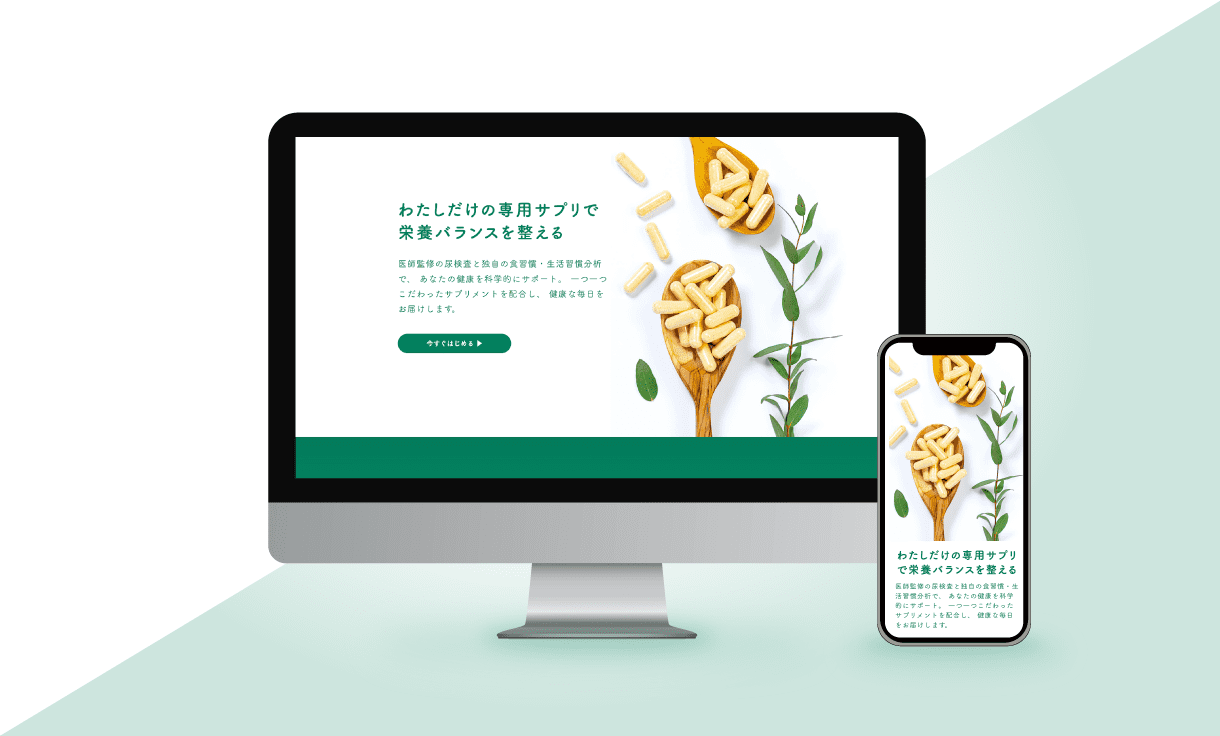 わたしだけの専用サプリで
栄養バランスを整える
医師監修の尿検査と独自の食習慣・生活習慣分析
で、 あなたの健康を科学的にサポート。 一つ一つ
こだわったサプリメントを配合し、 健康な毎日を
お届けします。
今すぐはじめる ▶
わたしだけの専用サプリ
で栄養バランスを整える
医師監修の尿検査と独自の食習慣・生
活習慣分析で、 あなたの健康を科学
的にサポート。 一つ一つこだわった
サプリメントを配合し、 健康な毎日
をお届けします。